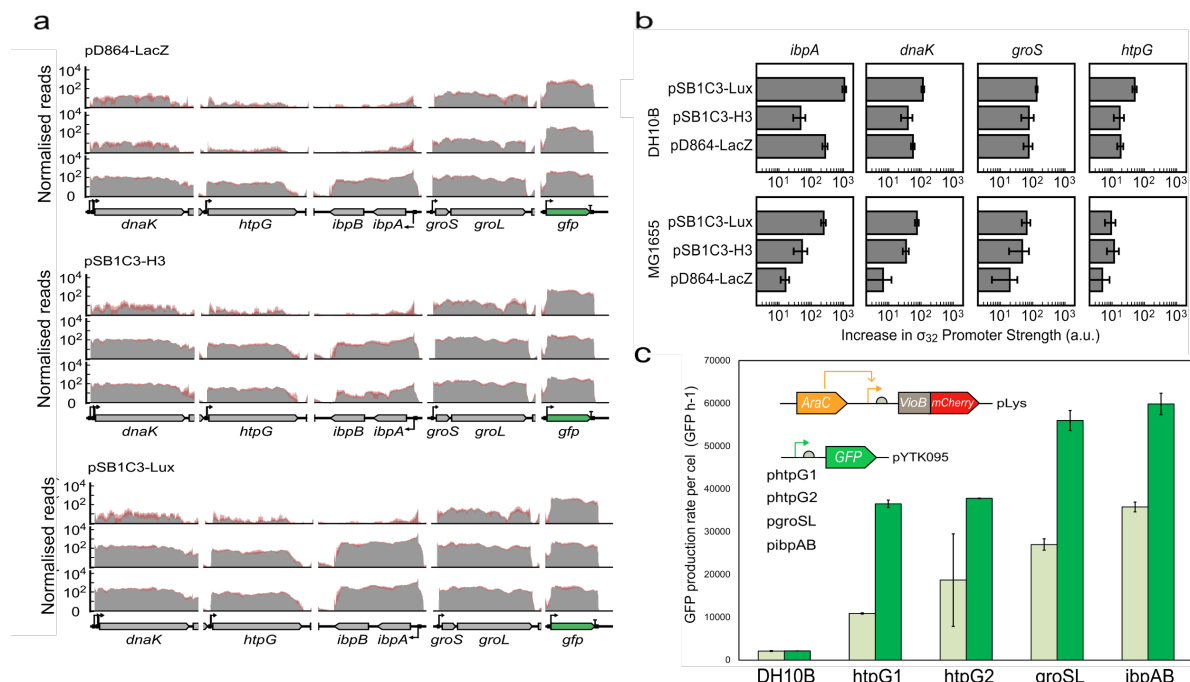 a
pD864-LacZ
Normalised reads
10⁴
10²
10⁴
10²
10⁴
10²
0
dnaK htpG ibpB ibpA groS groL gfp
pSB1C3-H3
Normalised reads
10⁴
10²
10⁴
10²
10⁴
10²
0
dnaK htpG ibpB ibpA groS groL gfp
pSB1C3-Lux
Normalised reads
10⁴
10²
10⁴
10²
10⁴
10²
0
dnaK htpG ibpB ibpA groS groL gfp
b
ibpA dnaK groS htpG
DH10B
pSB1C3-Lux
pSB1C3-H3
pD864-LacZ
10¹ 10² 10³ 10¹ 10² 10³ 10¹ 10² 10³ 10¹ 10² 10³
MG1655
pSB1C3-Lux
pSB1C3-H3
pD864-LacZ
10¹ 10² 10³ 10¹ 10² 10³ 10¹ 10² 10³ 10¹ 10² 10³
Increase in σ₃₂ Promoter Strength (a.u.)
c
GFP production rate per cel (GFP h-1)
70000
60000
50000
40000
30000
20000
10000
0
AraC VioB mCherry pLys
GFP pYTK095
phtpG1
phtpG2
pgroSL
pibpAB
DH10B htpG1 htpG2 groSL ibpAB